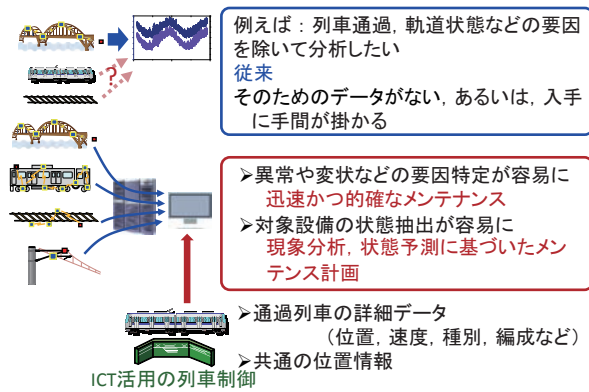 例えば：列車通過，軌道状態などの要因
を除いて分析したい
従来
そのためのデータがない，あるいは，入手
に手間が掛かる
?
➢異常や変状などの要因特定が容易に
迅速かつ的確なメンテナンス
➢対象設備の状態抽出が容易に
現象分析，状態予測に基づいたメン
テンス計画
➢通過列車の詳細データ
（位置，速度，種別，編成など）
➢共通の位置情報
ICT活用の列車制御